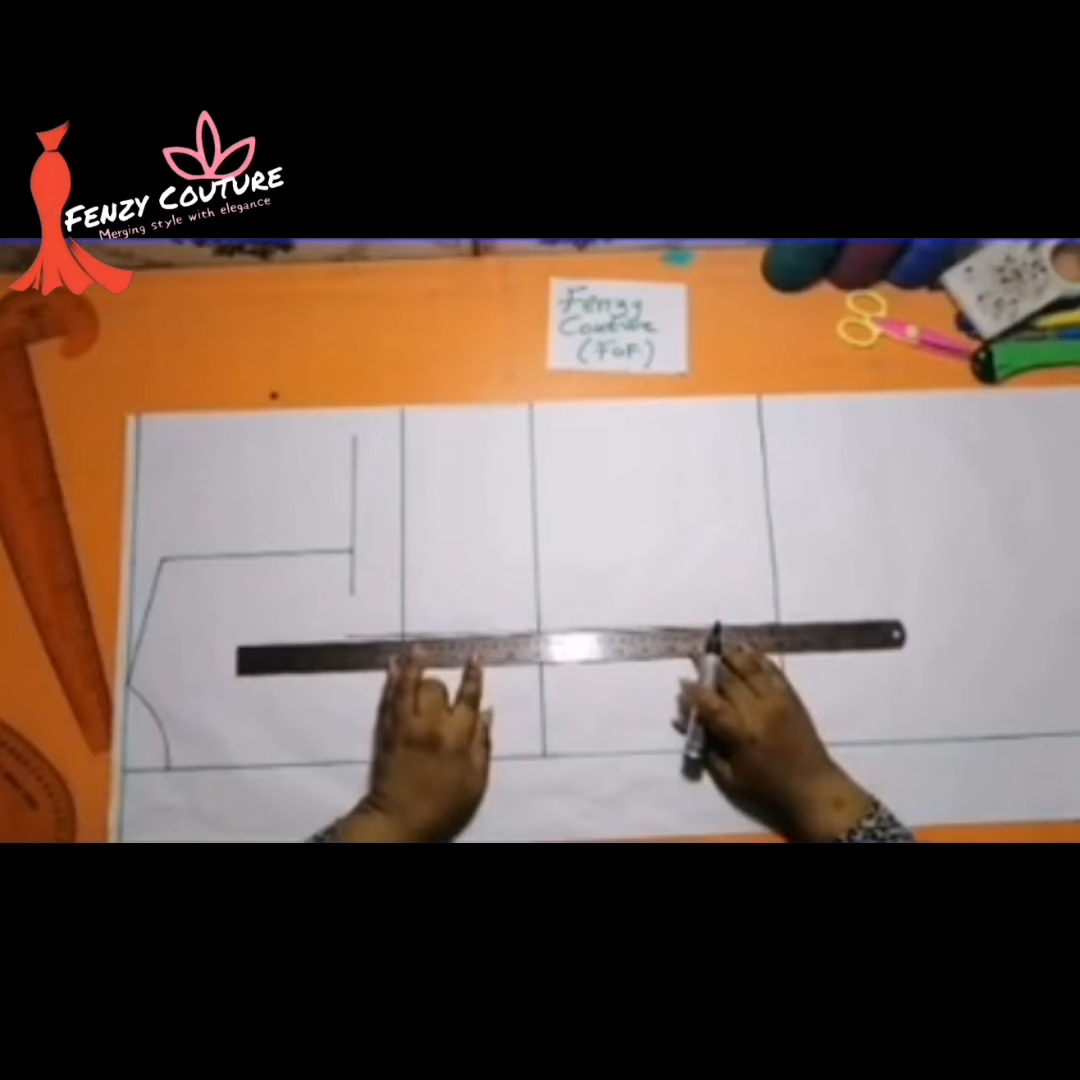 FENZY COUTURE
Merging style with elegance
Fenzy
Couture
(FOF)